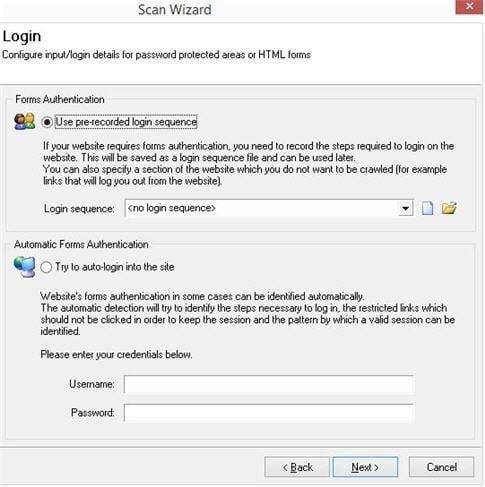 Scan Wizard
Login
Configure input/login details for password protected areas or HTML forms
Forms Authentication
Use pre-recorded login sequence
If your website requires forms authentication, you need to record the steps required to login on the
website. This will be saved as a login sequence file and can be used later.
You can also specify a section of the website which you do not want to be crawled (for example
links that will log you out from the website).
Login sequence:
<no login sequence>
Automatic Forms Authentication
Try to auto-login into the site
Website's forms authentication in some cases can be identified automatically.
The automatic detection will try to identify the steps necessary to log in, the restricted links which
should not be clicked in order to keep the session and the pattern by which a valid session can be
identified.
Please enter your credentials below.
Username:
Password:
< Back
Next >
Cancel